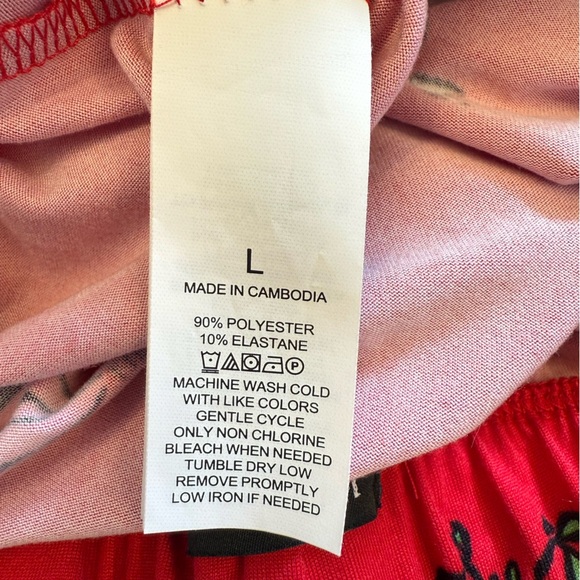 L
MADE IN CAMBODIA
90% POLYESTER
10% ELASTANE
MACHINE WASH COLD
WITH LIKE COLORS
GENTLE CYCLE
ONLY NON CHLORINE
BLEACH WHEN NEEDED
TUMBLE DRY LOW
REMOVE PROMPTLY
LOW IRON IF NEEDED